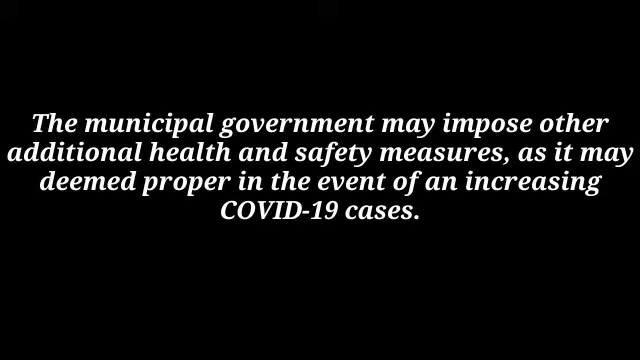 The municipal government may impose other
additional health and safety measures, as it may
deemed proper in the event of an increasing
COVID-19 cases.